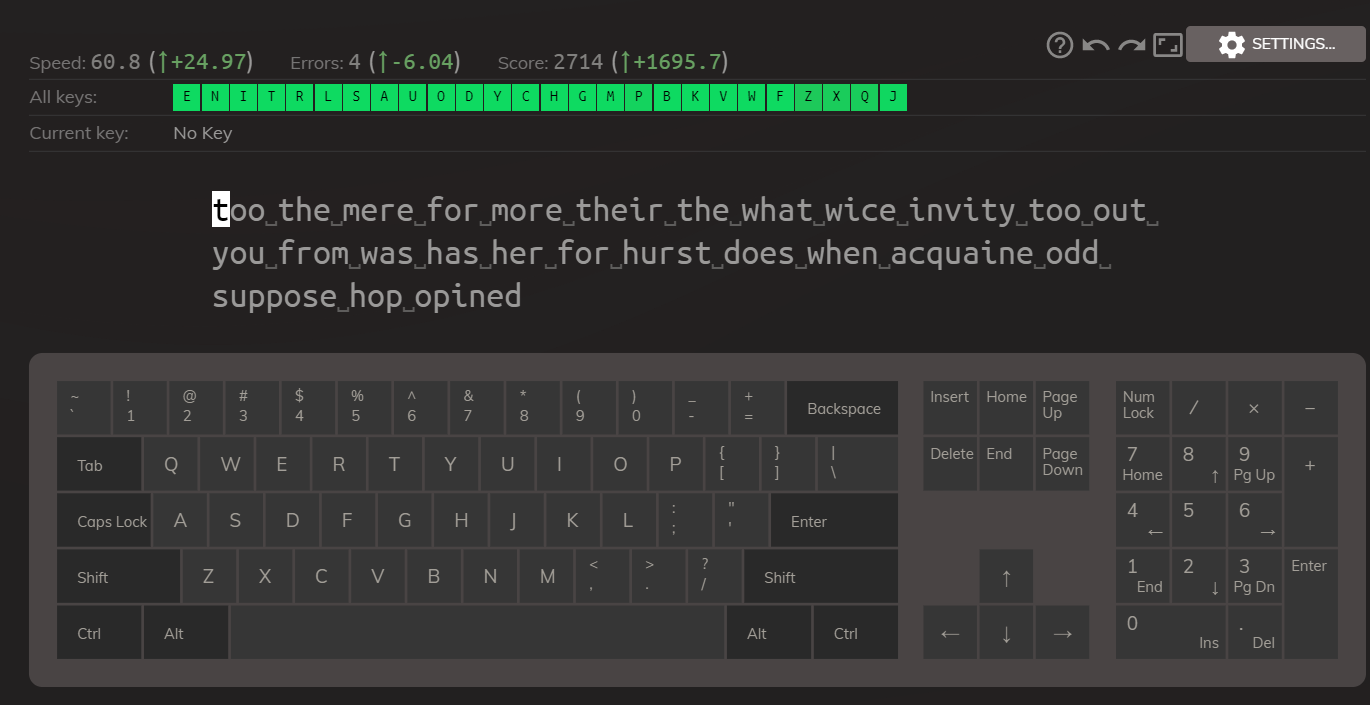 Speed: 60.8 (↑+24.97) Errors: 4 (↑-6.04) Score: 2714 (↑+1695.7) SETTINGS...
All keys: E N I T R L S A U O D Y C H G M P B K V W F Z X Q J
Current key: No Key
too␣the␣mere␣for␣more␣their␣the␣what␣wice␣invity␣too␣out␣
you␣from␣was␣has␣her␣for␣hurst␣does␣when␣acquaine␣odd␣
suppose␣hop␣opined
~ ! @ # $ % ^ & * ( ) _ +
` 1 2 3 4 5 6 7 8 9 0 - = Backspace Insert Home Page Up Num Lock / × −
Tab Q W E R T Y U I O P { [ } ] | \ Delete End Page Down 7 Home 8 ↑ 9 Pg Up +
Caps Lock A S D F G H J K L : ; " ' Enter 4 ← 5 6 →
Shift Z X C V B N M < , > . ? / Shift ↑ 1 End 2 ↓ 3 Pg Dn Enter
Ctrl Alt Alt Ctrl ← ↓ → 0 Ins . Del